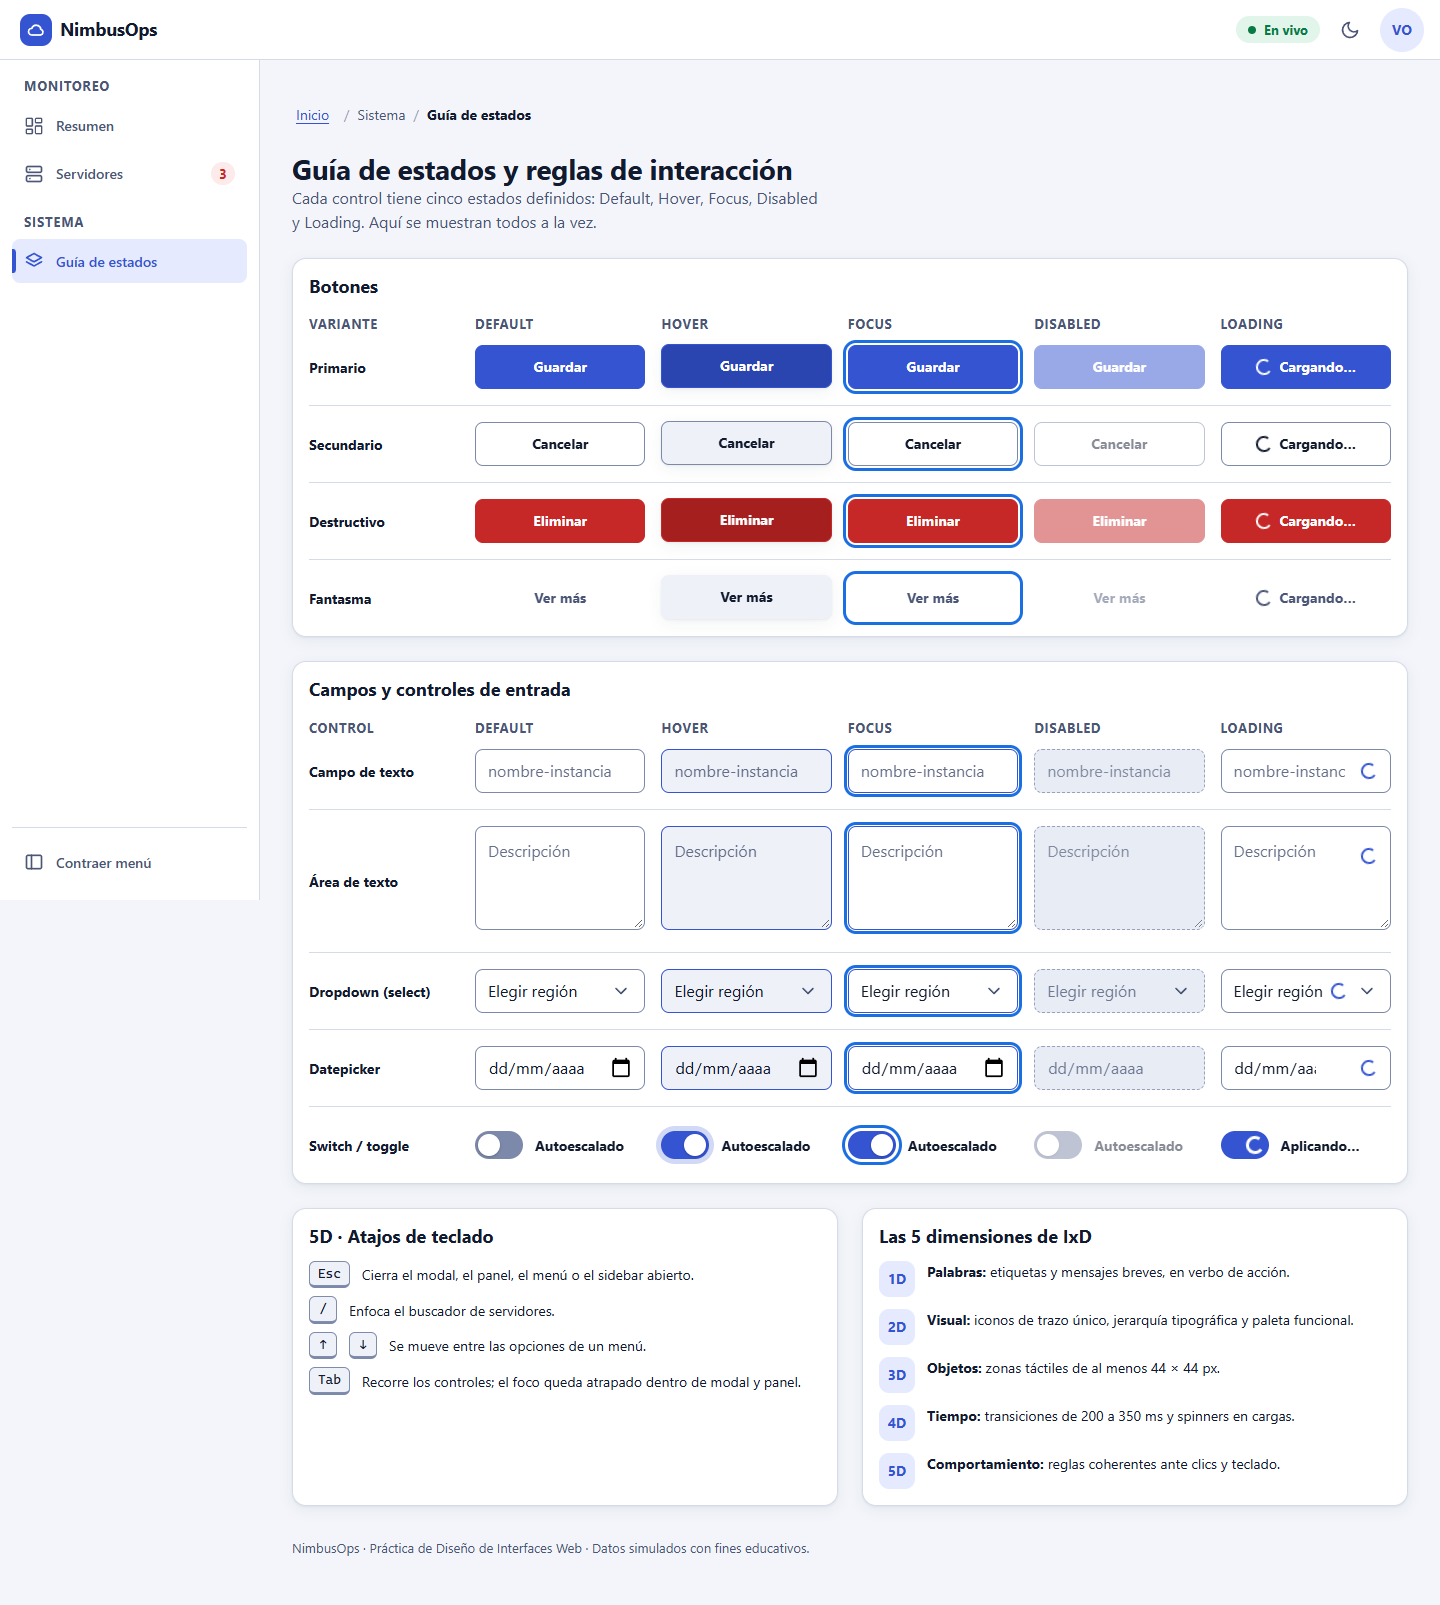 NimbusOps
En vivo
VO
MONITOREO
Resumen
Servidores 3
SISTEMA
Guía de estados
Contraer menú
Inicio / Sistema / Guía de estados
Guía de estados y reglas de interacción
Cada control tiene cinco estados definidos: Default, Hover, Focus, Disabled
y Loading. Aquí se muestran todos a la vez.
Botones
VARIANTE DEFAULT HOVER FOCUS DISABLED LOADING
Primario Guardar Guardar Guardar Guardar Cargando...
Secundario Cancelar Cancelar Cancelar Cancelar Cargando...
Destructivo Eliminar Eliminar Eliminar Eliminar Cargando...
Fantasma Ver más Ver más Ver más Ver más Cargando...
Campos y controles de entrada
CONTROL DEFAULT HOVER FOCUS DISABLED LOADING
Campo de texto nombre-instancia nombre-instancia nombre-instancia nombre-instancia nombre-instanc
Área de texto Descripción Descripción Descripción Descripción Descripción
Dropdown (select) Elegir región Elegir región Elegir región Elegir región Elegir región
Datepicker dd/mm/aaaa dd/mm/aaaa dd/mm/aaaa dd/mm/aaaa dd/mm/aa
Switch / toggle Autoescalado Autoescalado Autoescalado Autoescalado Aplicando...
5D · Atajos de teclado
Esc Cierra el modal, el panel, el menú o el sidebar abierto.
/ Enfoca el buscador de servidores.
↑ ↓ Se mueve entre las opciones de un menú.
Tab Recorre los controles; el foco queda atrapado dentro de modal y panel.
Las 5 dimensiones de IxD
1D Palabras: etiquetas y mensajes breves, en verbo de acción.
2D Visual: iconos de trazo único, jerarquía tipográfica y paleta funcional.
3D Objetos: zonas táctiles de al menos 44 × 44 px.
4D Tiempo: transiciones de 200 a 350 ms y spinners en cargas.
5D Comportamiento: reglas coherentes ante clics y teclado.
NimbusOps · Práctica de Diseño de Interfaces Web · Datos simulados con fines educativos.